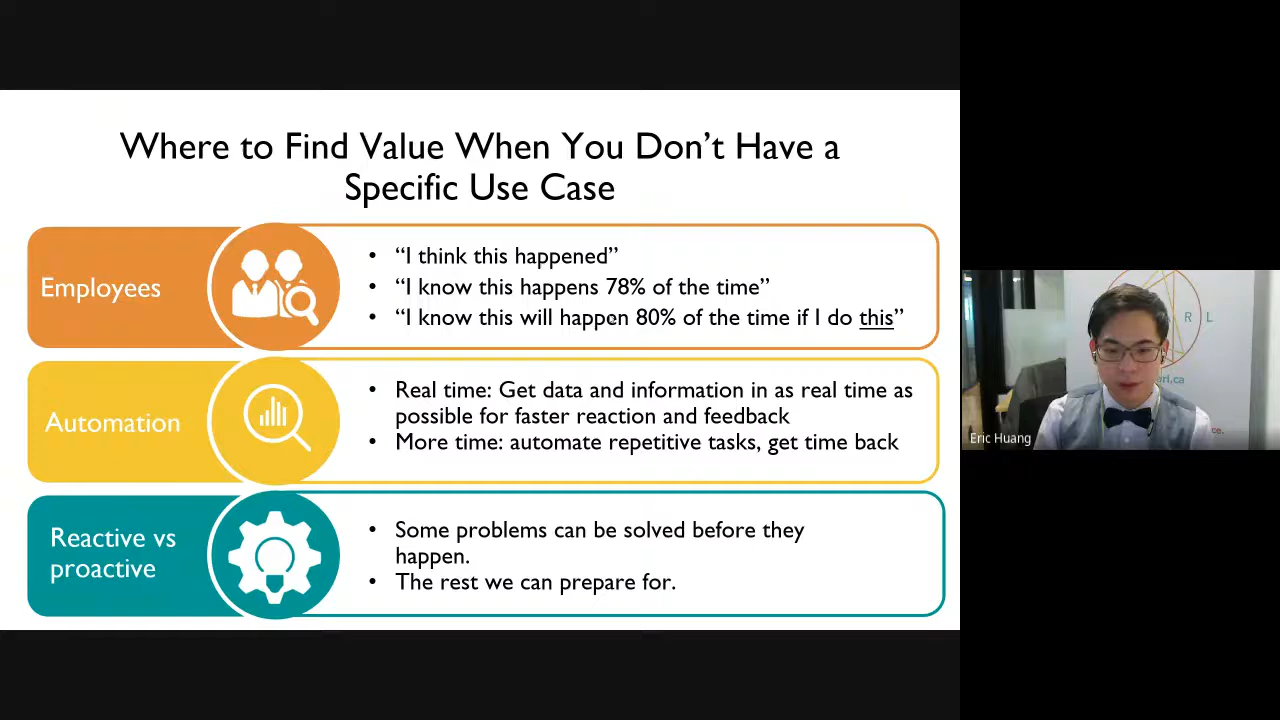 Where to Find Value When You Don’t Have a
Specific Use Case
Employees
• “I think this happened”
• “I know this happens 78% of the time”
• “I know this will happen 80% of the time if I do this”
Automation
• Real time: Get data and information in as real time as
possible for faster reaction and feedback
• More time: automate repetitive tasks, get time back
Reactive vs
proactive
• Some problems can be solved before they
happen.
• The rest we can prepare for.
R L
rl.ca
Eric Huang
ce.